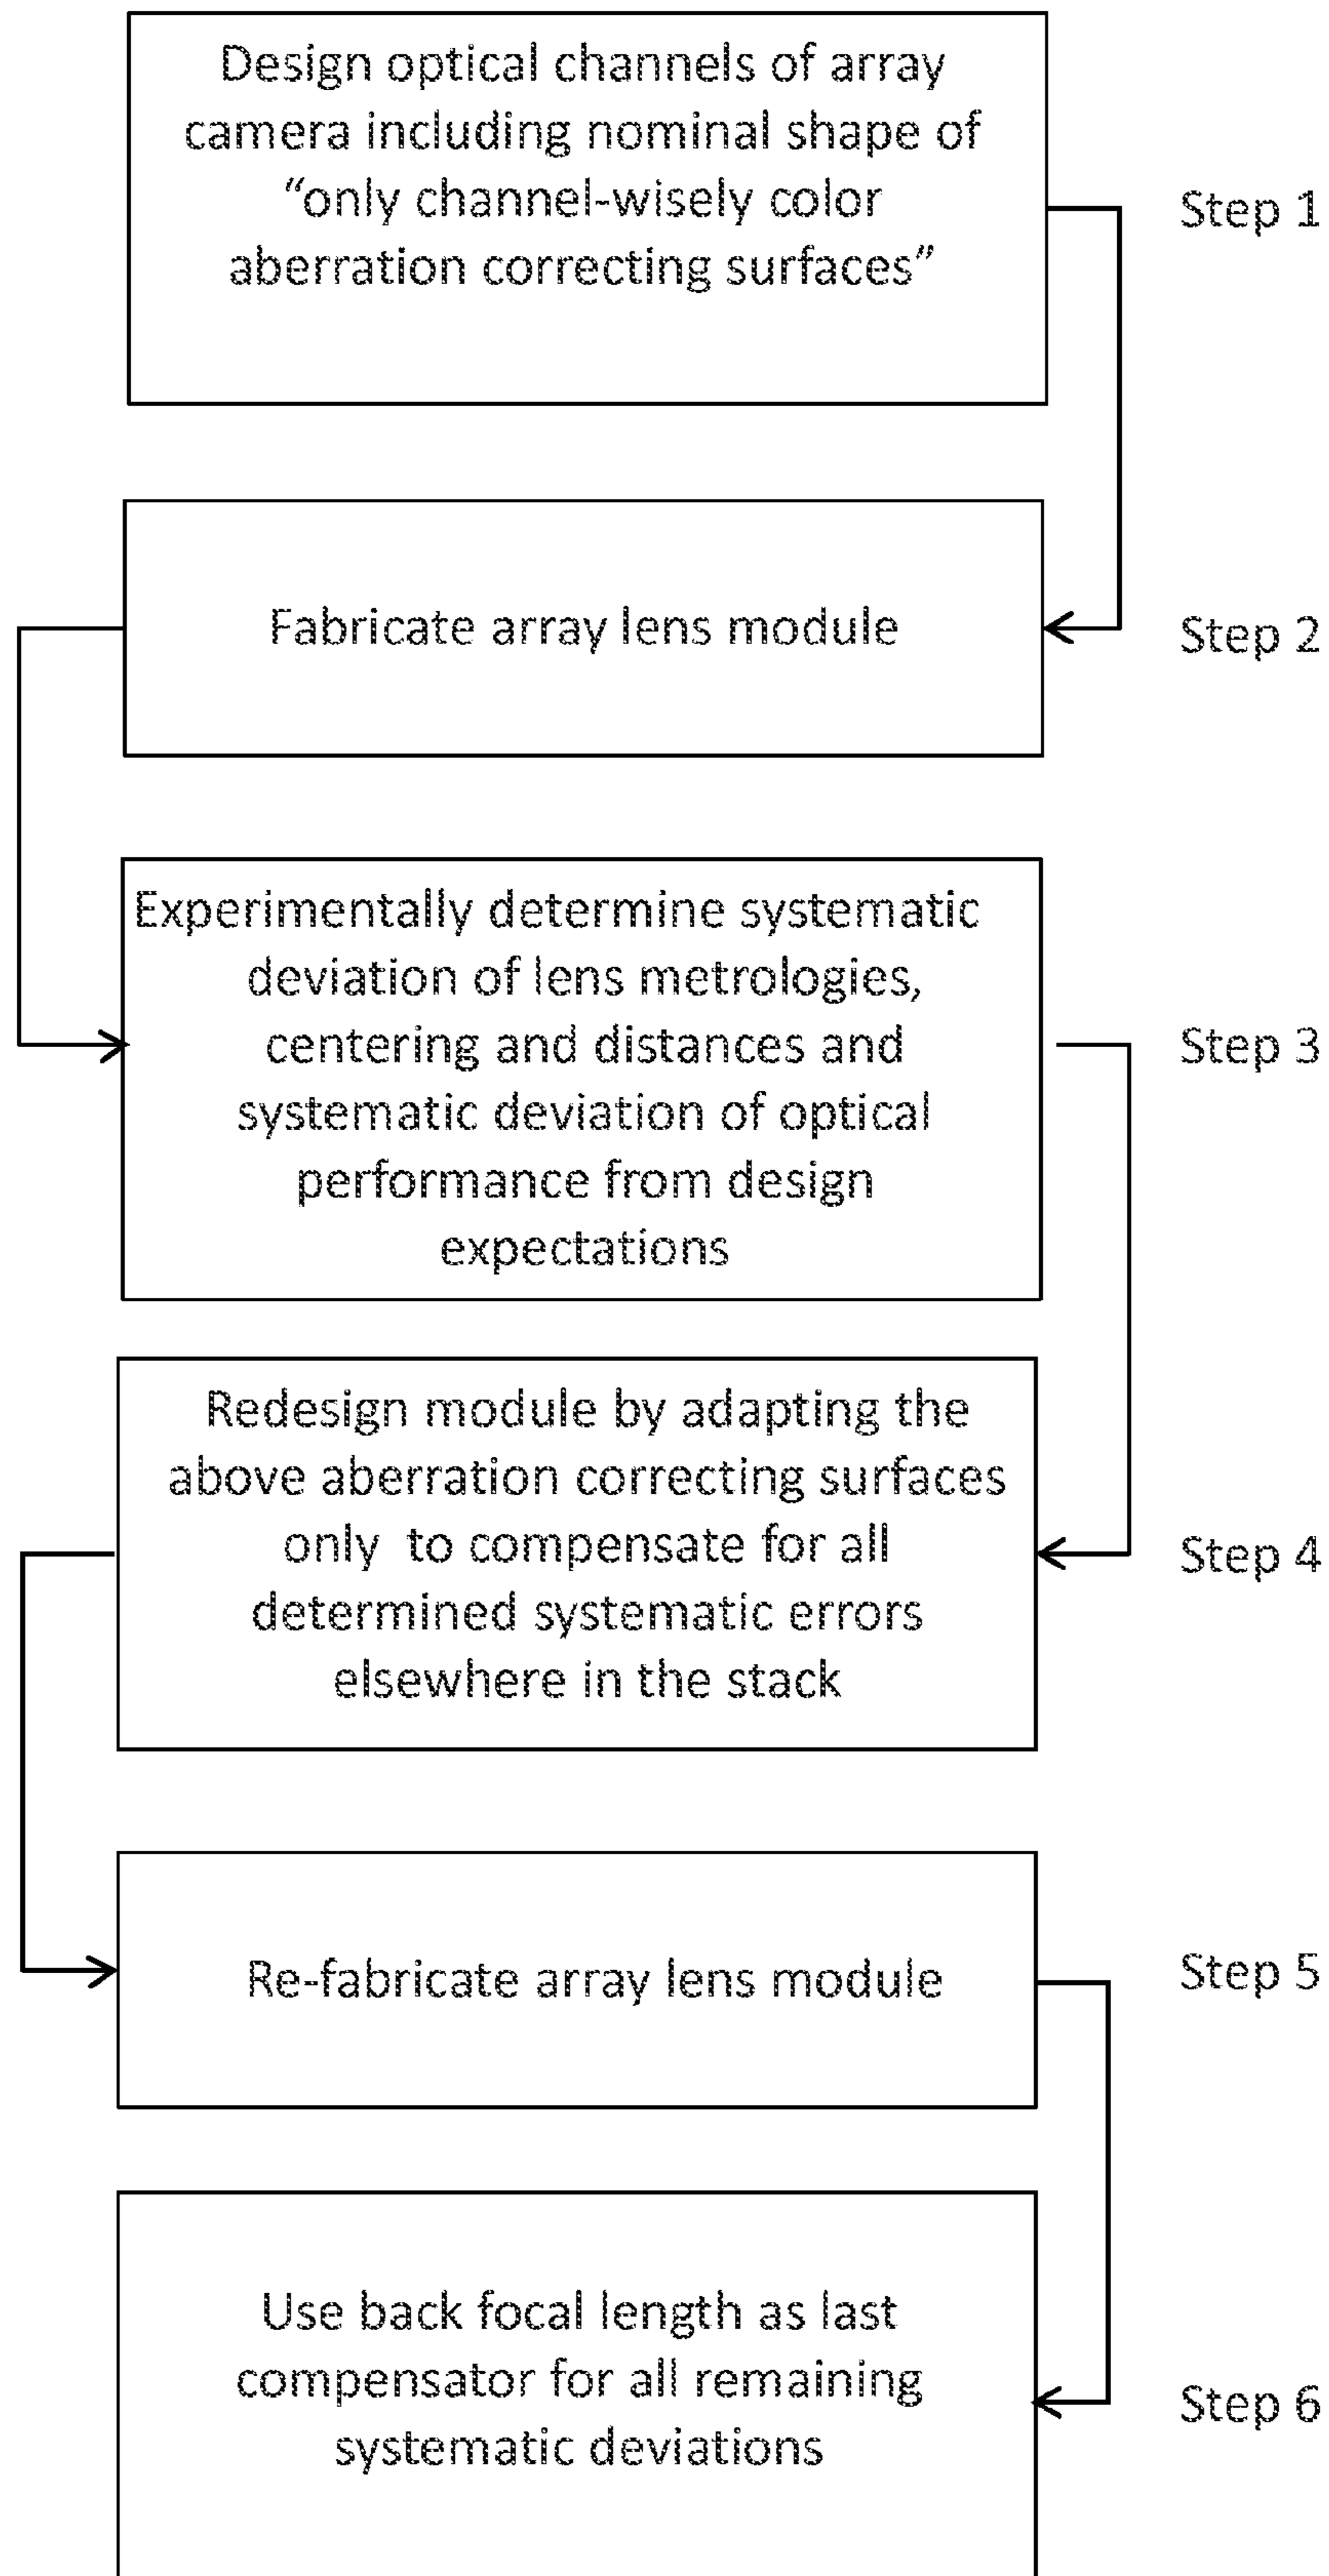 Design optical channels of array
camera including nominal shape of
“only channel-wisely color
aberration correcting surfaces”
Step 1
Fabricate array lens module
Step 2
Experimentally determine systematic
deviation of lens metrologies,
centering and distances and
systematic deviation of optical
performance from design
expectations
Step 3
Redesign module by adapting the
above aberration correcting surfaces
only to compensate for all
determined systematic errors
elsewhere in the stack
Step 4
Re-fabricate array lens module
Step 5
Use back focal length as last
compensator for all remaining
systematic deviations
Step 6